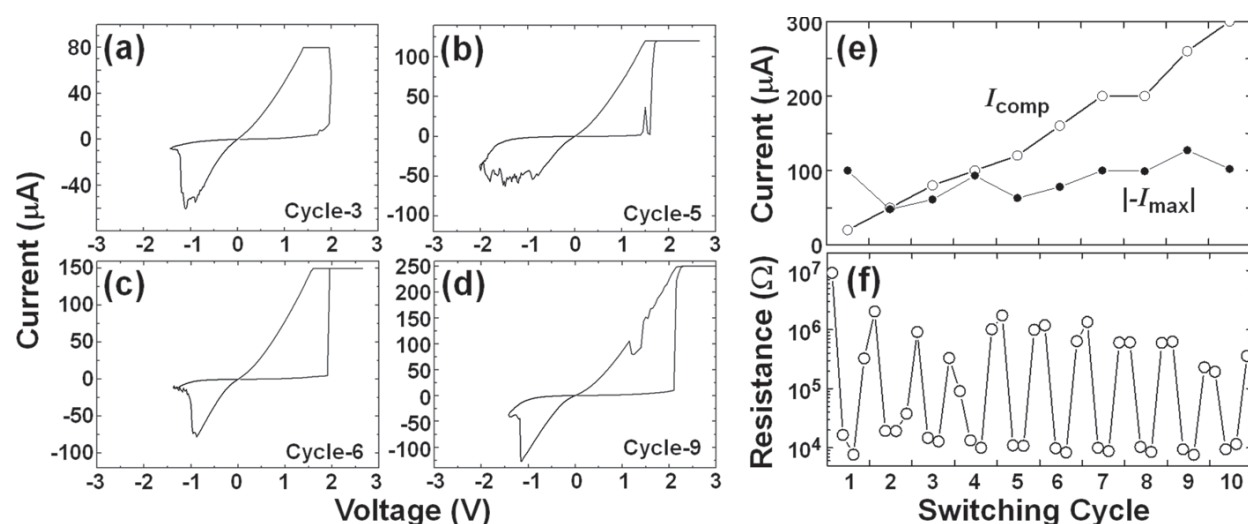 (a)
80
40
0
-40
-3 -2 -1 0 1 2 3
Cycle-3
(b)
100
50
0
-50
-100
-3 -2 -1 0 1 2 3
Cycle-5
(c)
150
100
50
0
-50
-100
-3 -2 -1 0 1 2 3
Cycle-6
(d)
250
200
150
100
50
0
-50
-100
-3 -2 -1 0 1 2 3
Cycle-9
Current (µA)
Voltage (V)
(e)
300
200
100
0
Current (µA)
Icomp
|-Imax|
(f)
10⁷
10⁶
10⁵
10⁴
Resistance (Ω)
1 2 3 4 5 6 7 8 9 10
Switching Cycle